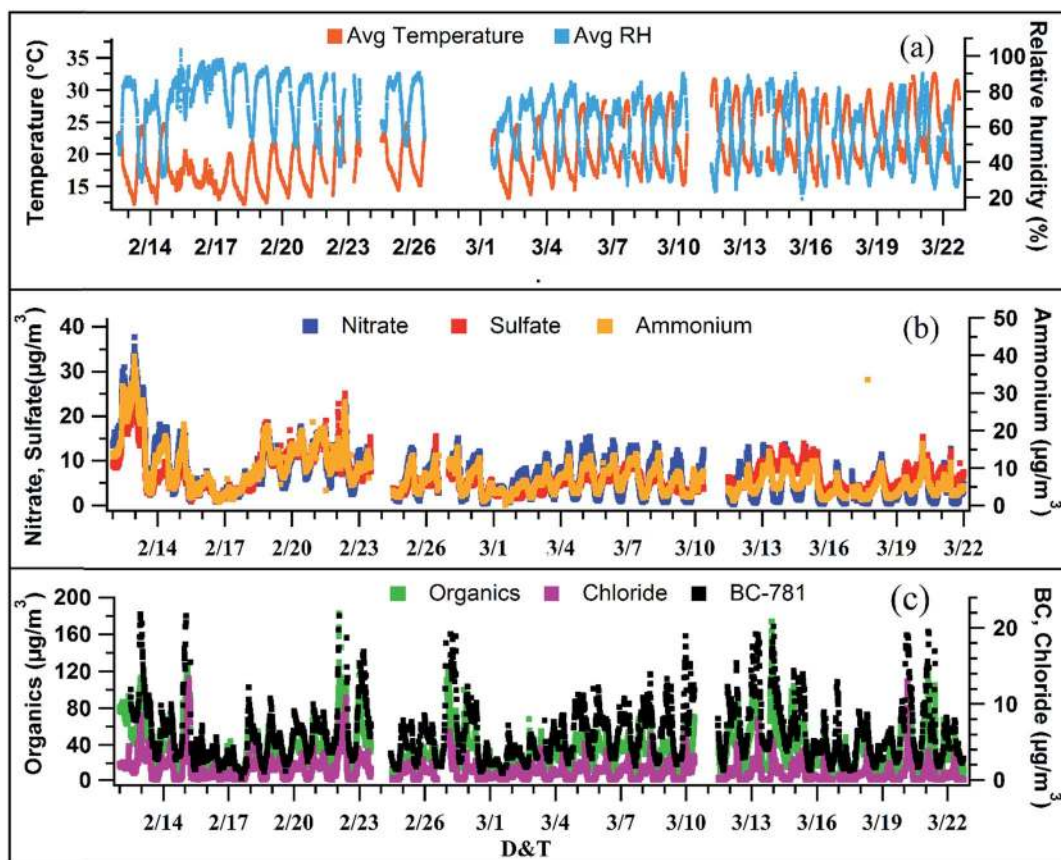 Avg Temperature Avg RH (a)
Temperature (°C)
35
30
25
20
15
Relative humidity (%)
100
80
60
40
20
2/14 2/17 2/20 2/23 2/26 3/1 3/4 3/7 3/10 3/13 3/16 3/19 3/22
Nitrate Sulfate Ammonium (b)
Nitrate, Sulfate(µg/m³)
40
30
20
10
0
Ammonium (µg/m³)
50
40
30
20
10
0
2/14 2/17 2/20 2/23 2/26 3/1 3/4 3/7 3/10 3/13 3/16 3/19 3/22
Organics Chloride BC-781 (c)
Organics (µg/m³)
200
160
120
80
40
0
BC, Chloride (µg/m³)
20
10
0
2/14 2/17 2/20 2/23 2/26 3/1 3/4 3/7 3/10 3/13 3/16 3/19 3/22
D&T